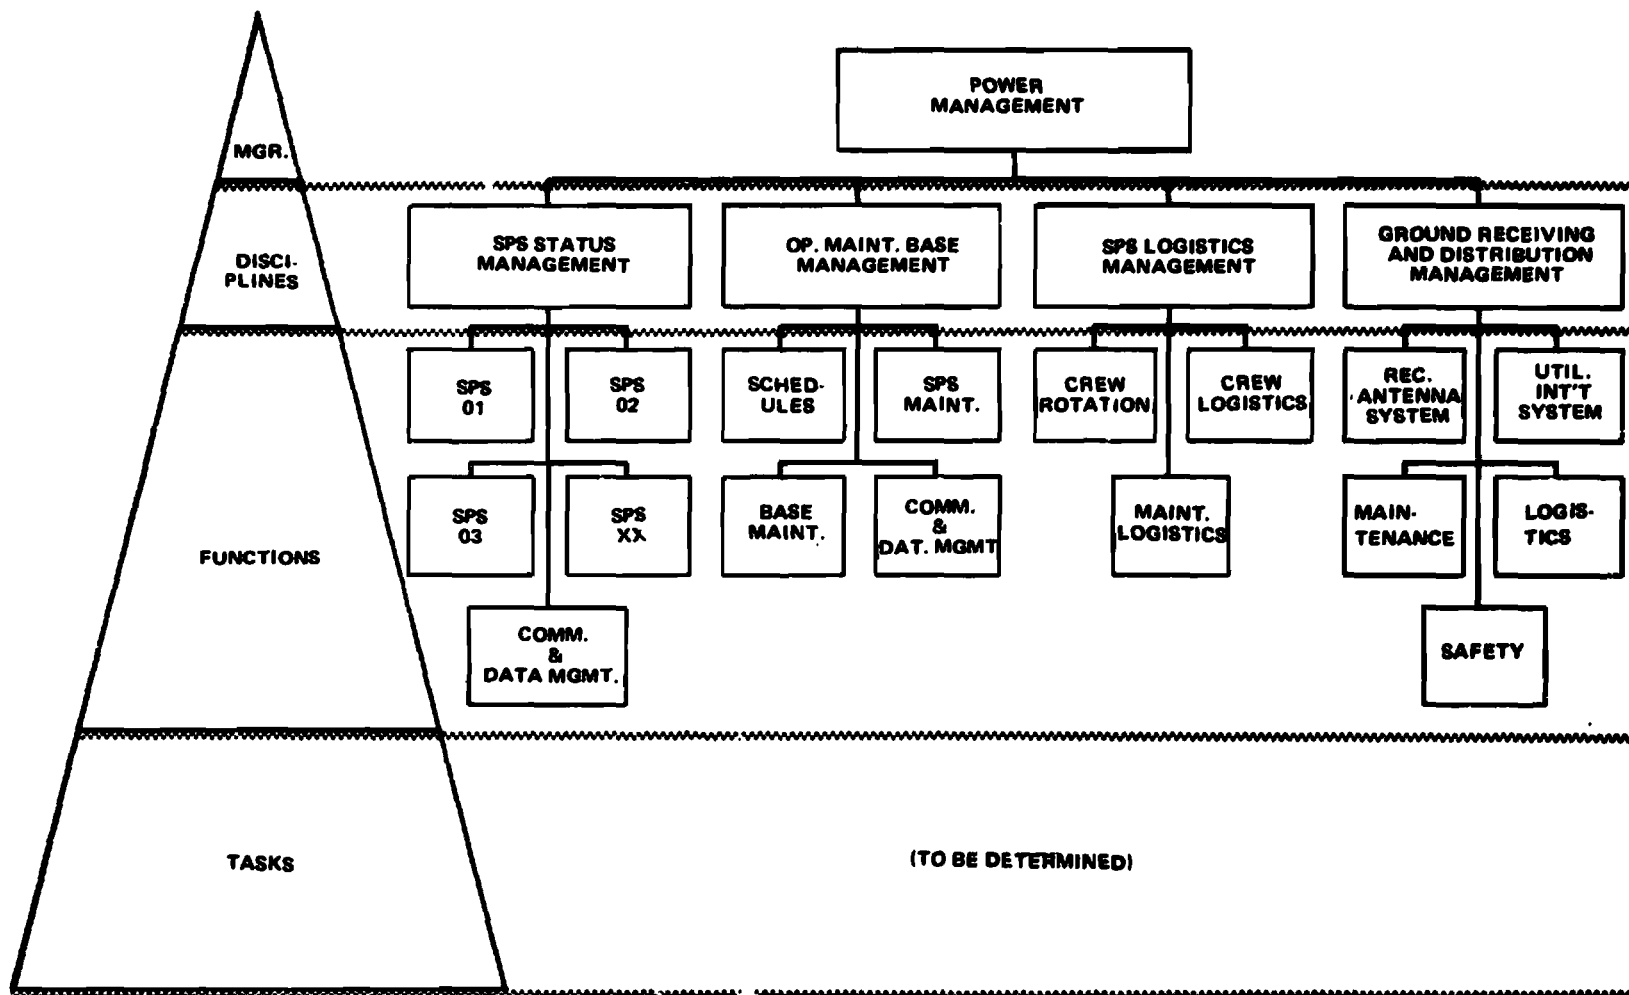 POWER
MANAGEMENT
MGR.
DISCI-
PLINES
SPS STATUS
MANAGEMENT
OP. MAINT. BASE
MANAGEMENT
SPS LOGISTICS
MANAGEMENT
GROUND RECEIVING
AND DISTRIBUTION
MANAGEMENT
FUNCTIONS
SPS
01
SPS
02
SCHED-
ULES
SPS
MAINT.
CREW
ROTATION
CREW
LOGISTICS
REC.
ANTENNA
SYSTEM
UTIL.
INT'T
SYSTEM
SPS
03
SPS
XX
BASE
MAINT.
COMM.
&
DAT. MGMT
MAINT.
LOGISTICS
MAIN-
TENANCE
LOGIS-
TICS
COMM.
&
DATA MGMT.
SAFETY
TASKS
(TO BE DETERMINED)